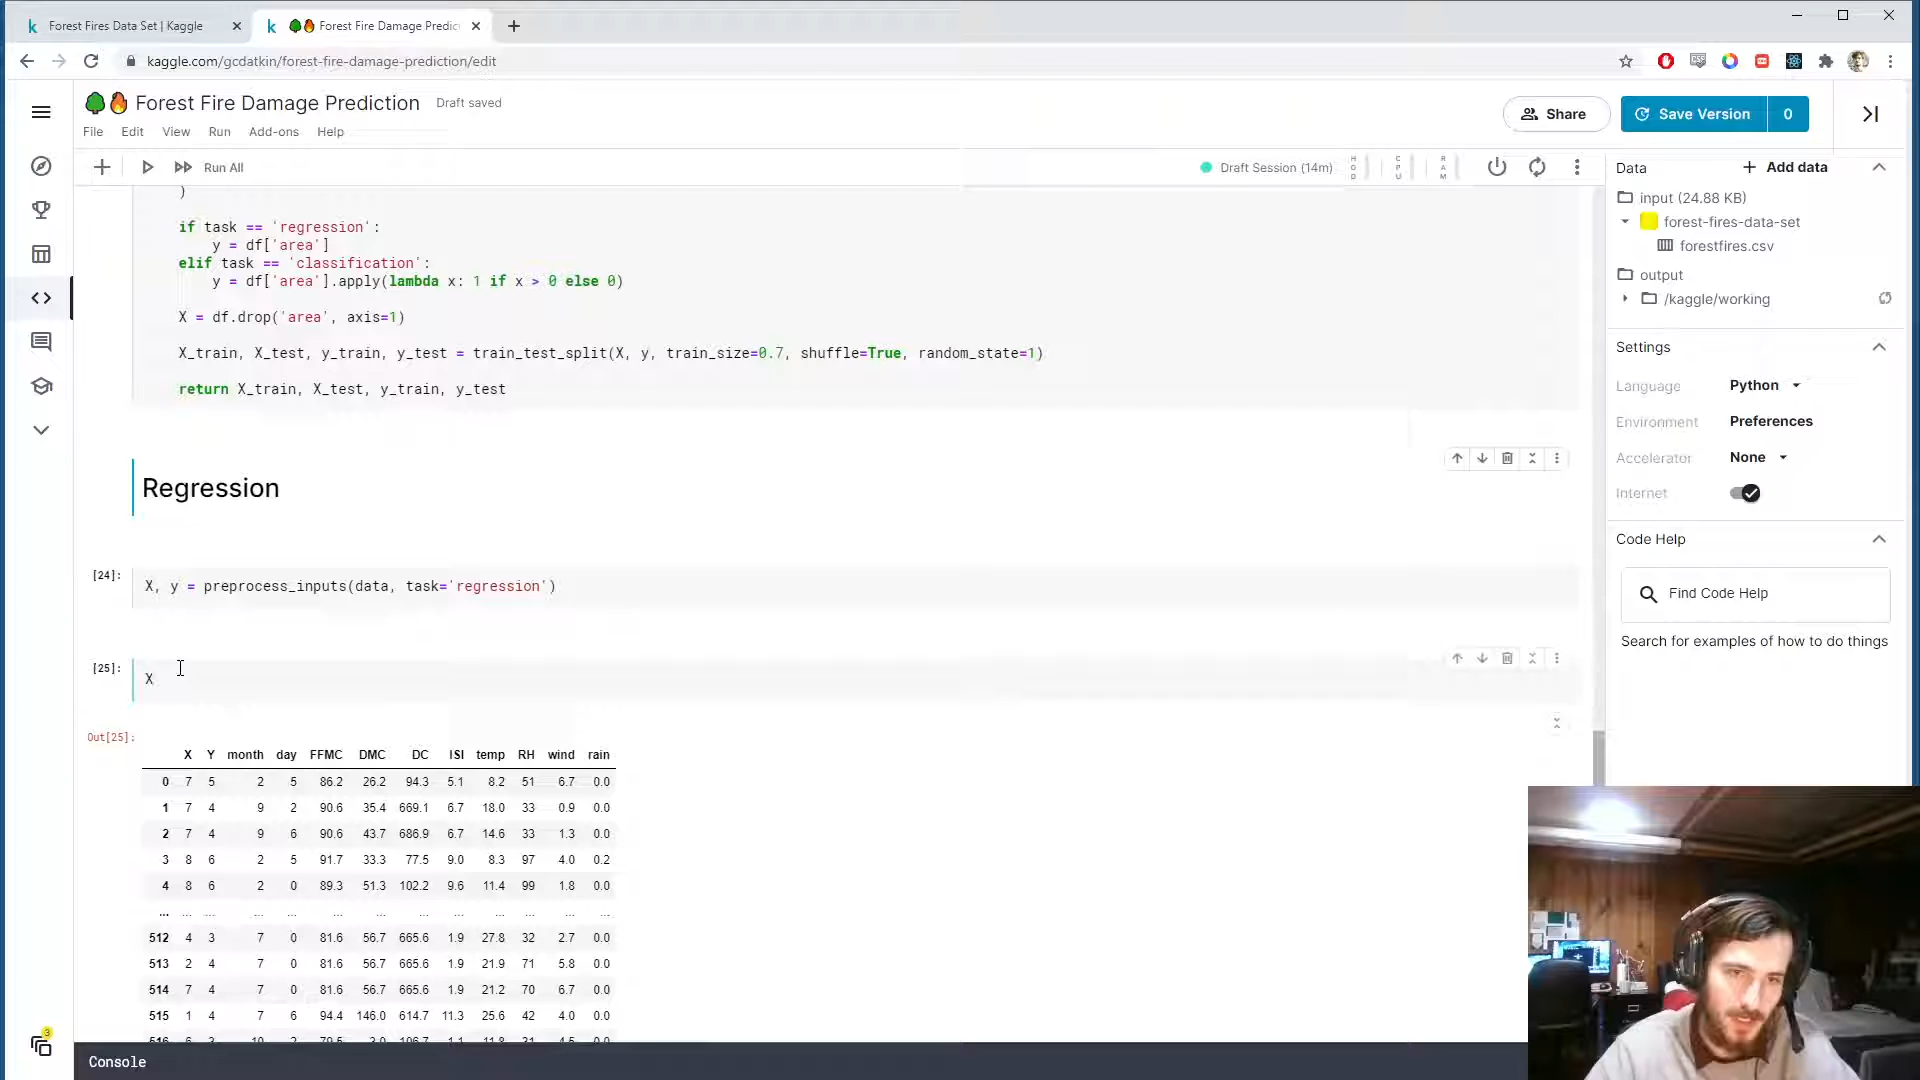 Forest Fires Data Set | Kaggle
Forest Fire Damage Predic
kaggle.com/gcdatkin/forest-fire-damage-prediction/edit
Forest Fire Damage Prediction
Draft saved
File Edit View Run Add-ons Help
Share
Save Version
0
Run All
Draft Session (14m)
HDD
CPU
RAM
)
if task == 'regression':
y = df['area']
elif task == 'classification':
y = df['area'].apply(lambda x: 1 if x > 0 else 0)
X = df.drop('area', axis=1)
X_train, X_test, y_train, y_test = train_test_split(X, y, train_size=0.7, shuffle=True, random_state=1)
return X_train, X_test, y_train, y_test
Regression
[24]:
X, y = preprocess_inputs(data, task='regression')
[25]:
X
Out[25]:
X Y month day FFMC DMC DC ISI temp RH wind rain
0 7 5 2 5 86.2 26.2 94.3 5.1 8.2 51 6.7 0.0
1 7 4 9 2 90.6 35.4 669.1 6.7 18.0 33 0.9 0.0
2 7 4 9 6 90.6 43.7 686.9 6.7 14.6 33 1.3 0.0
3 8 6 2 5 91.7 33.3 77.5 9.0 8.3 97 4.0 0.2
4 8 6 2 0 89.3 51.3 102.2 9.6 11.4 99 1.8 0.0
... ... ... ... ... ... ... ... ... ... ... ... ...
512 4 3 7 0 81.6 56.7 665.6 1.9 27.8 32 2.7 0.0
513 2 4 7 0 81.6 56.7 665.6 1.9 21.9 71 5.8 0.0
514 7 4 7 0 81.6 56.7 665.6 1.9 21.2 70 6.7 0.0
515 1 4 7 6 94.4 146.0 614.7 11.3 25.6 42 4.0 0.0
Console
3
Data
Add data
input (24.88 KB)
forest-fires-data-set
forestfires.csv
output
/kaggle/working
Settings
Language Python
Environment Preferences
Accelerator None
Internet
Code Help
Find Code Help
Search for examples of how to do things